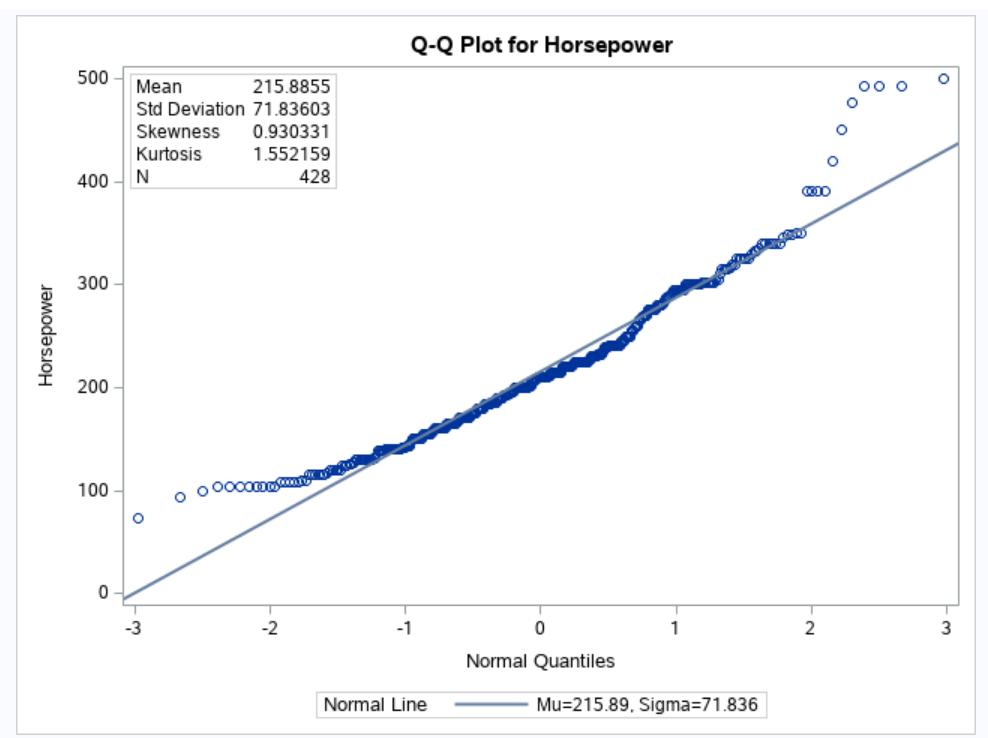 Q-Q Plot for Horsepower
Mean 215.8855
Std Deviation 71.83603
Skewness 0.930331
Kurtosis 1.552159
N 428
500
400
300
200
100
0
Horsepower
-3 -2 -1 0 1 2 3
Normal Quantiles
Normal Line Mu=215.89, Sigma=71.836